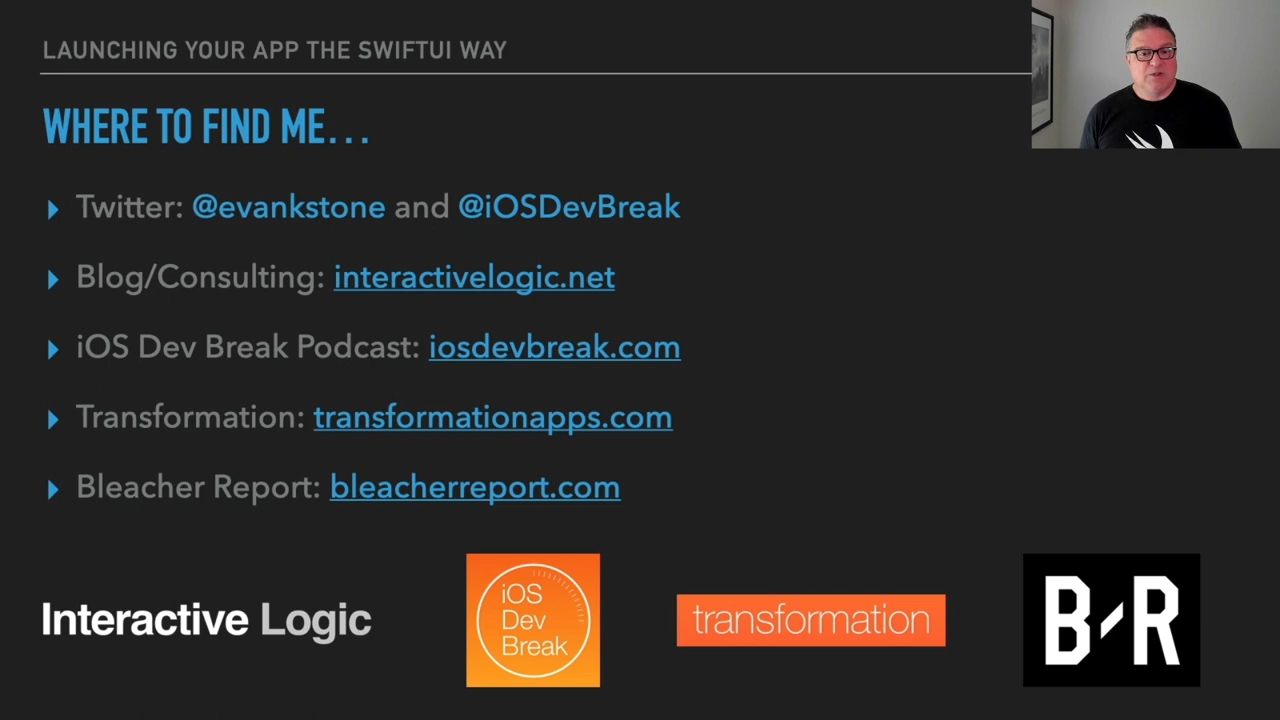 LAUNCHING YOUR APP THE SWIFTUI WAY
WHERE TO FIND ME...
Twitter: @evankstone and @iOSDevBreak
Blog/Consulting: interactivelogic.net
iOS Dev Break Podcast: iosdevbreak.com
Transformation: transformationapps.com
Bleacher Report: bleacherreport.com
Interactive Logic
iOS
Dev
Break
transformation
B/R